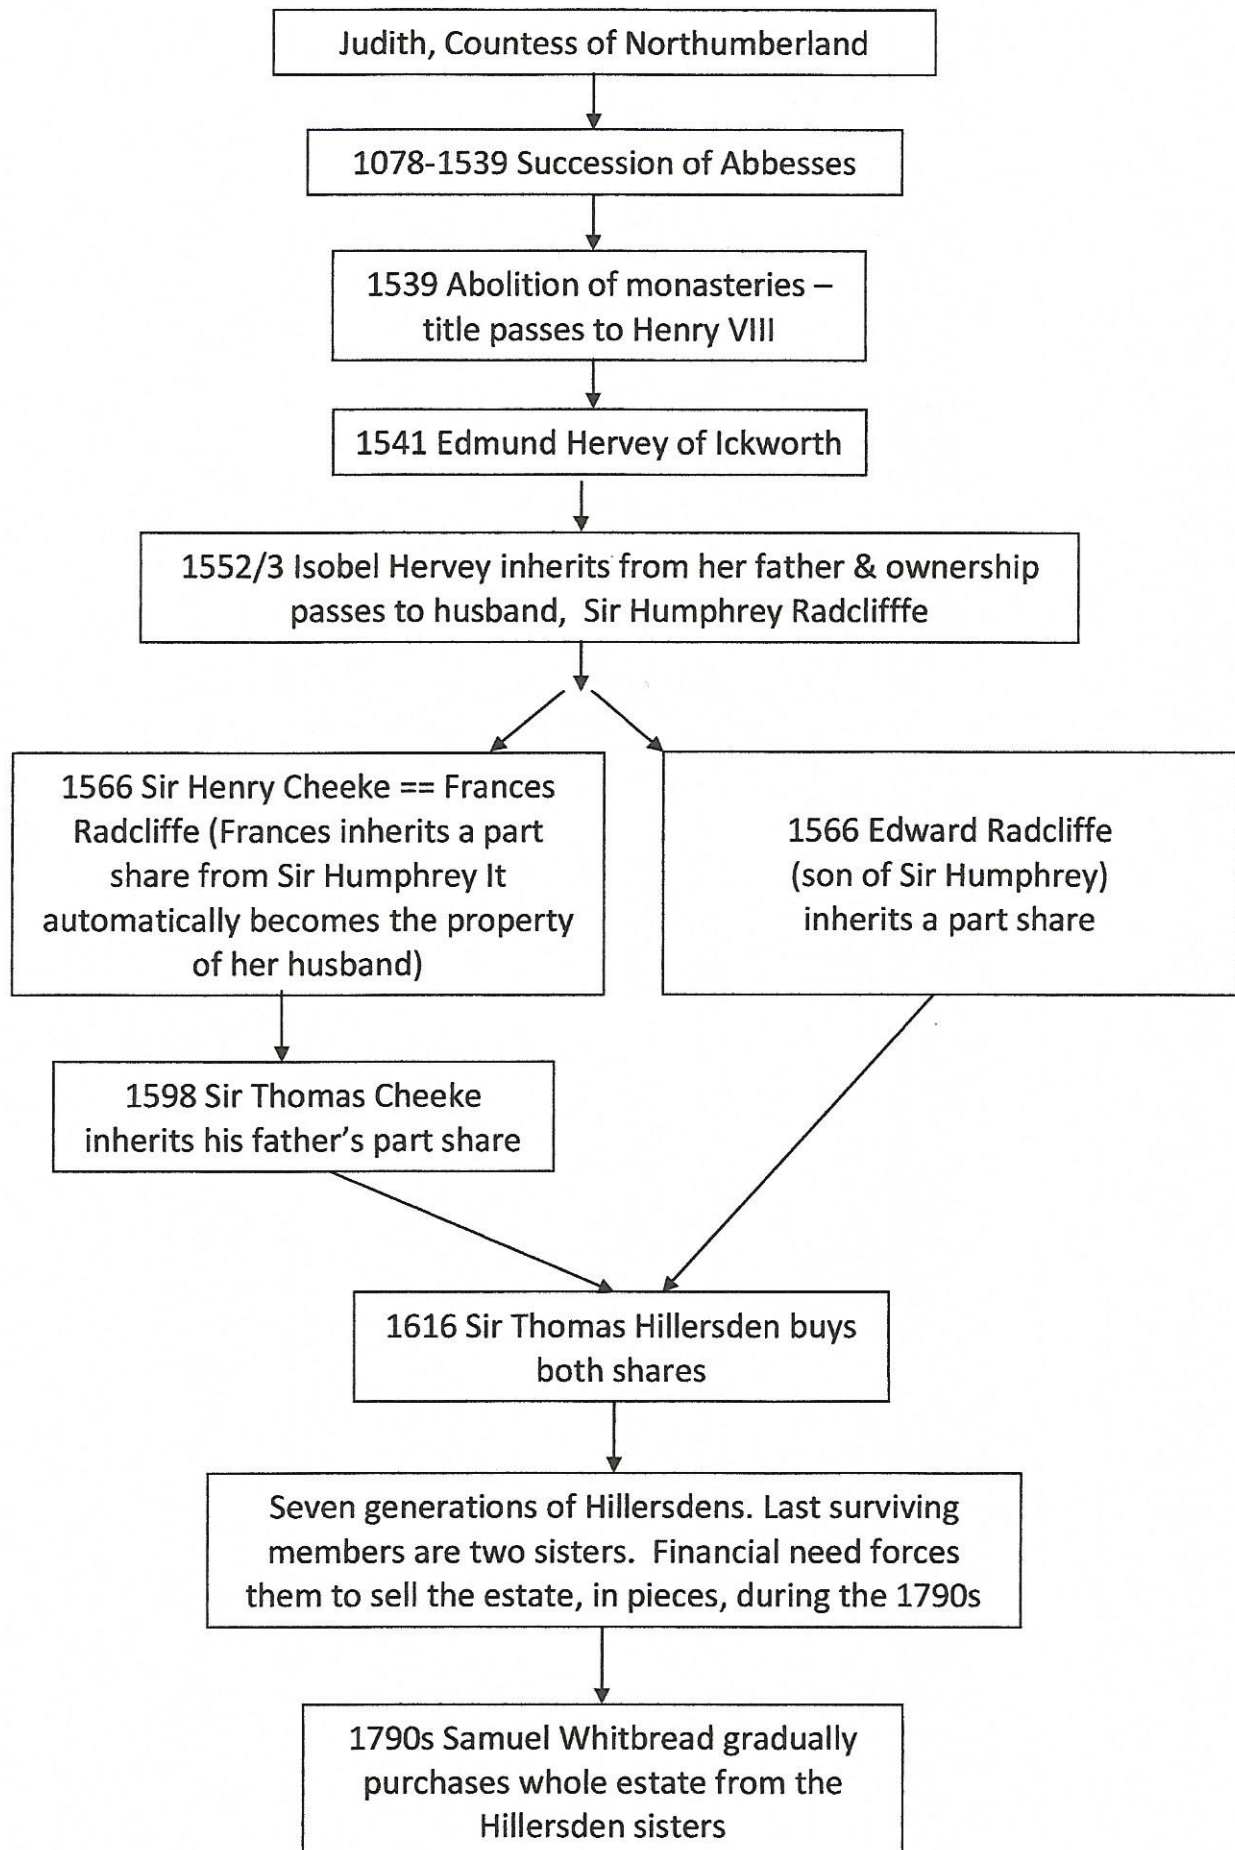 Judith, Countess of Northumberland
1078-1539 Succession of Abbesses
1539 Abolition of monasteries –
title passes to Henry VIII
1541 Edmund Hervey of Ickworth
1552/3 Isobel Hervey inherits from her father & ownership
passes to husband,  Sir Humphrey Radclifffe
1566 Sir Henry Cheeke == Frances
Radcliffe (Frances inherits a part
share from Sir Humphrey It
automatically becomes the property
of her husband)
1566 Edward Radcliffe
(son of Sir Humphrey)
inherits a part share
1598 Sir Thomas Cheeke
inherits his father’s part share
1616 Sir Thomas Hillersden buys
both shares
Seven generations of Hillersdens. Last surviving
members are two sisters.  Financial need forces
them to sell the estate, in pieces, during the 1790s
1790s Samuel Whitbread gradually
purchases whole estate from the
Hillersden sisters